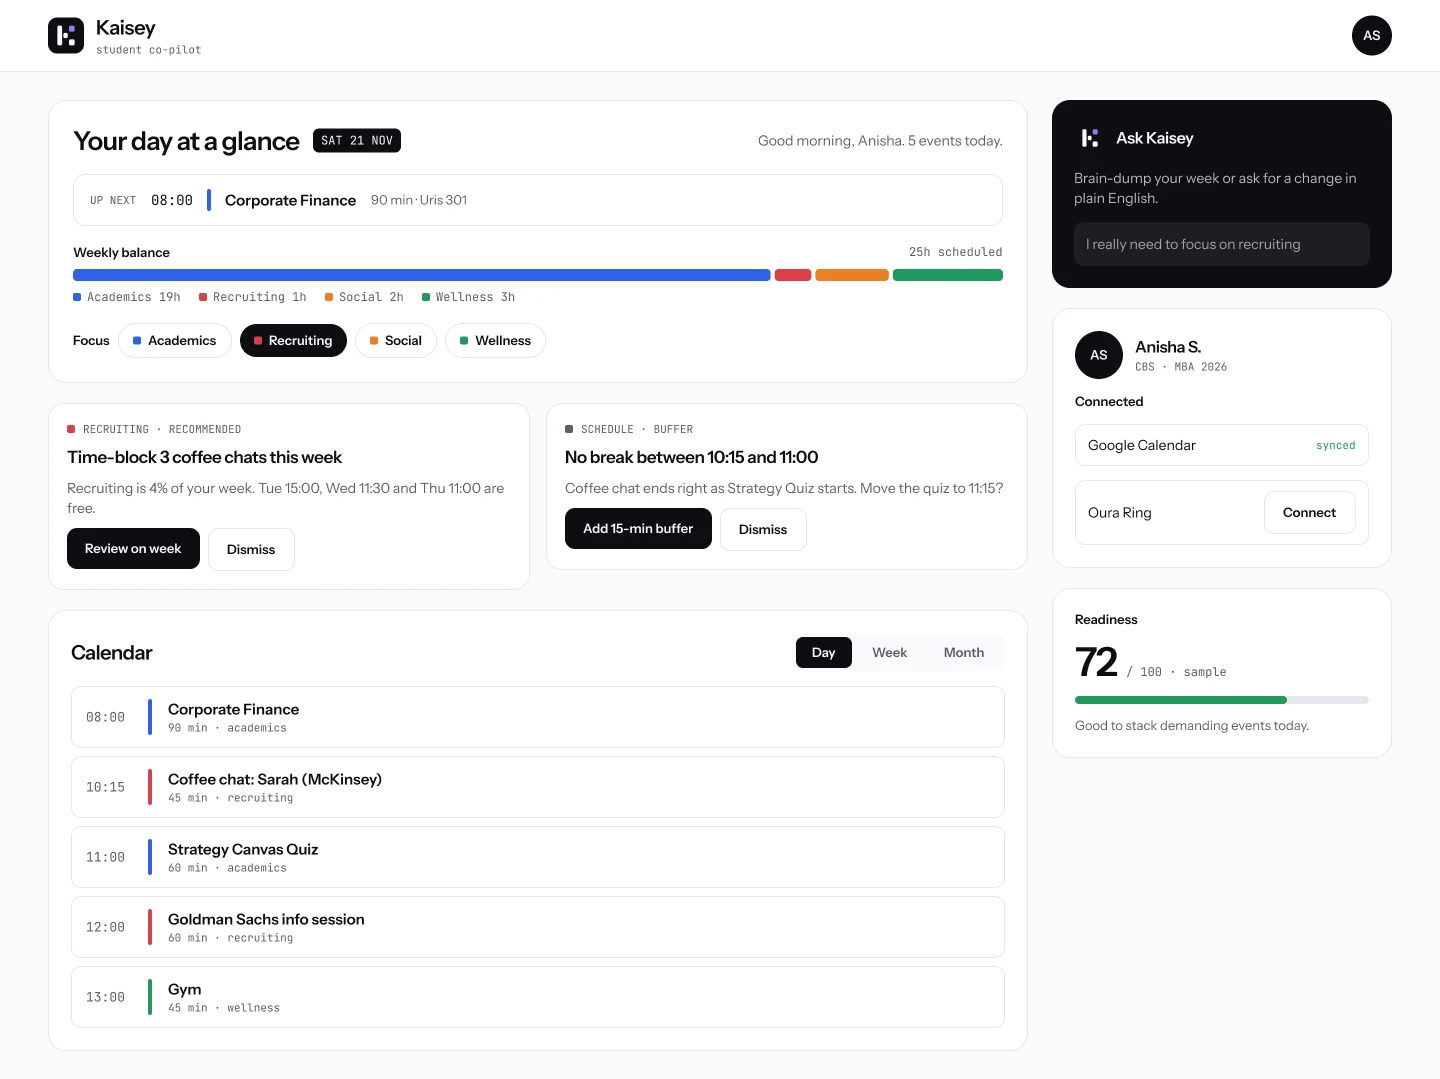 Kaisey
student co-pilot
AS
Your day at a glance
SAT 21 NOV
Good morning, Anisha. 5 events today.
UP NEXT 08:00 Corporate Finance 90 min · Uris 301
Weekly balance
25h scheduled
Academics 19h Recruiting 1h Social 2h Wellness 3h
Focus Academics Recruiting Social Wellness
RECRUITING · RECOMMENDED
Time-block 3 coffee chats this week
Recruiting is 4% of your week. Tue 15:00, Wed 11:30 and Thu 11:00 are
free.
Review on week Dismiss
SCHEDULE · BUFFER
No break between 10:15 and 11:00
Coffee chat ends right as Strategy Quiz starts. Move the quiz to 11:15?
Add 15-min buffer Dismiss
Calendar
Day Week Month
08:00
Corporate Finance
90 min · academics
10:15
Coffee chat: Sarah (McKinsey)
45 min · recruiting
11:00
Strategy Canvas Quiz
60 min · academics
12:00
Goldman Sachs info session
60 min · recruiting
13:00
Gym
45 min · wellness
Ask Kaisey
Brain-dump your week or ask for a change in
plain English.
I really need to focus on recruiting
AS
Anisha S.
CBS · MBA 2026
Connected
Google Calendar synced
Oura Ring Connect
Readiness
72 / 100 · sample
Good to stack demanding events today.